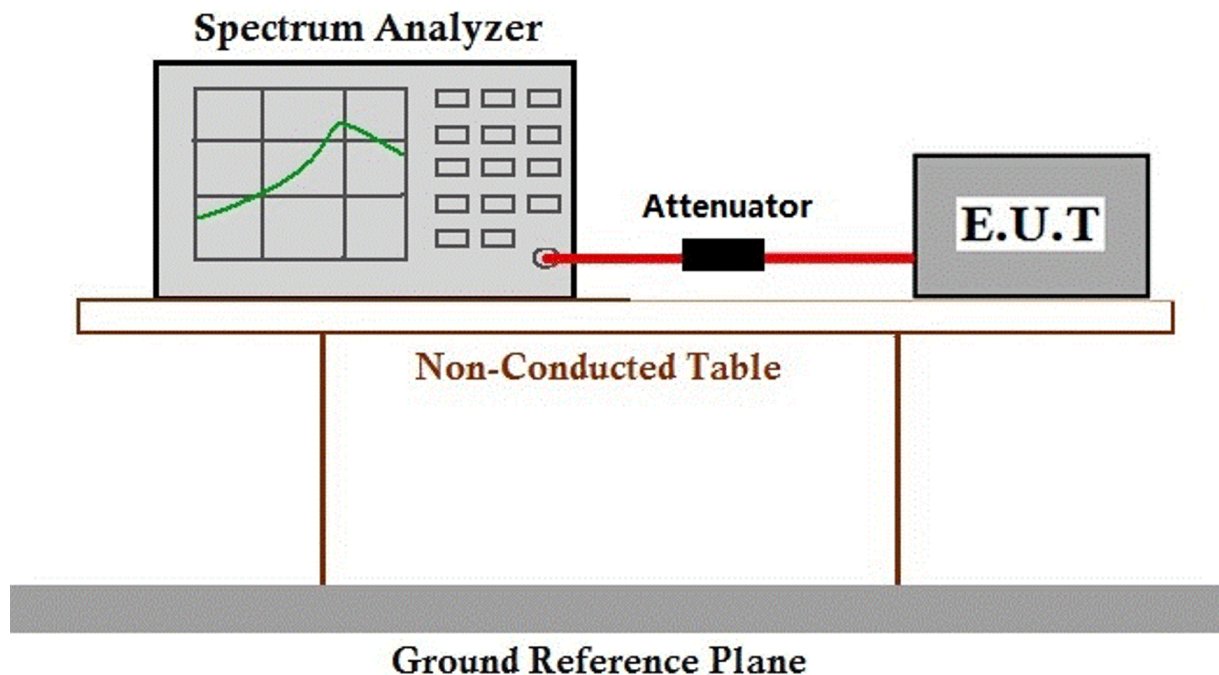 Spectrum Analyzer
Attenuator
E.U.T
Non-Conducted Table
Ground Reference Plane